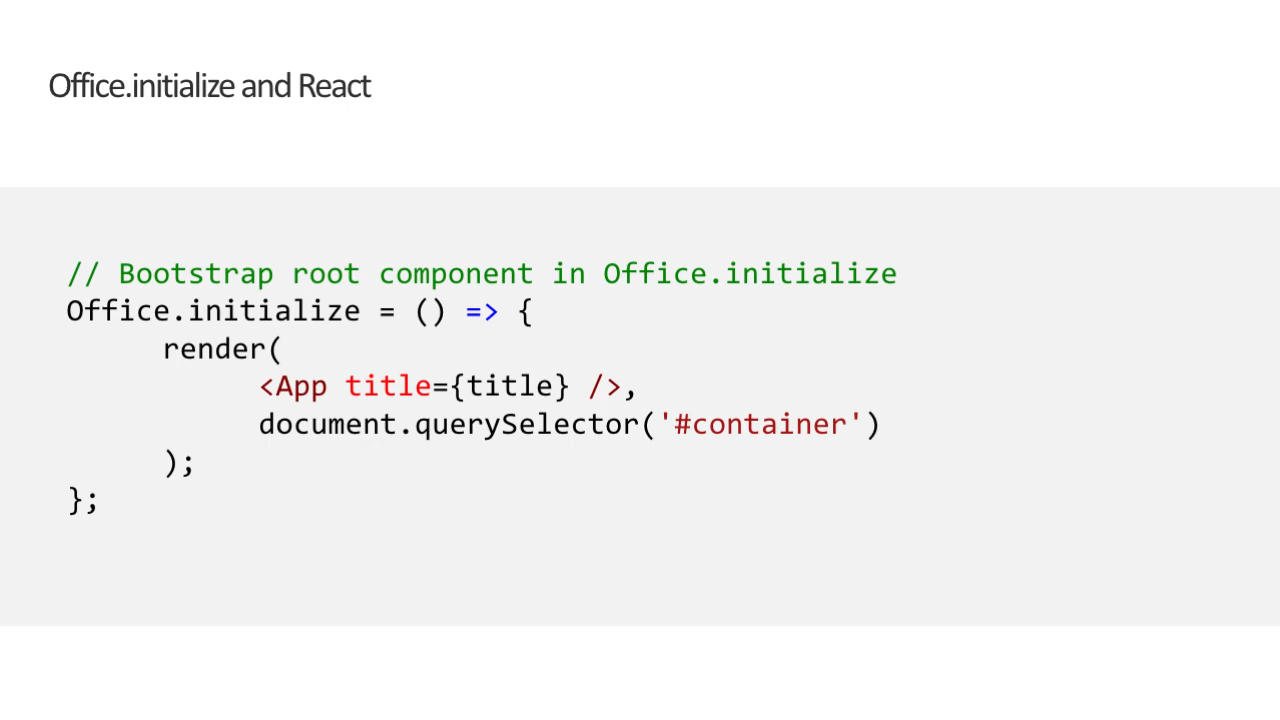 Office.initialize and React
// Bootstrap root component in Office.initialize
Office.initialize = () => {
render(
<App title={title} />,
document.querySelector('#container')
);
};